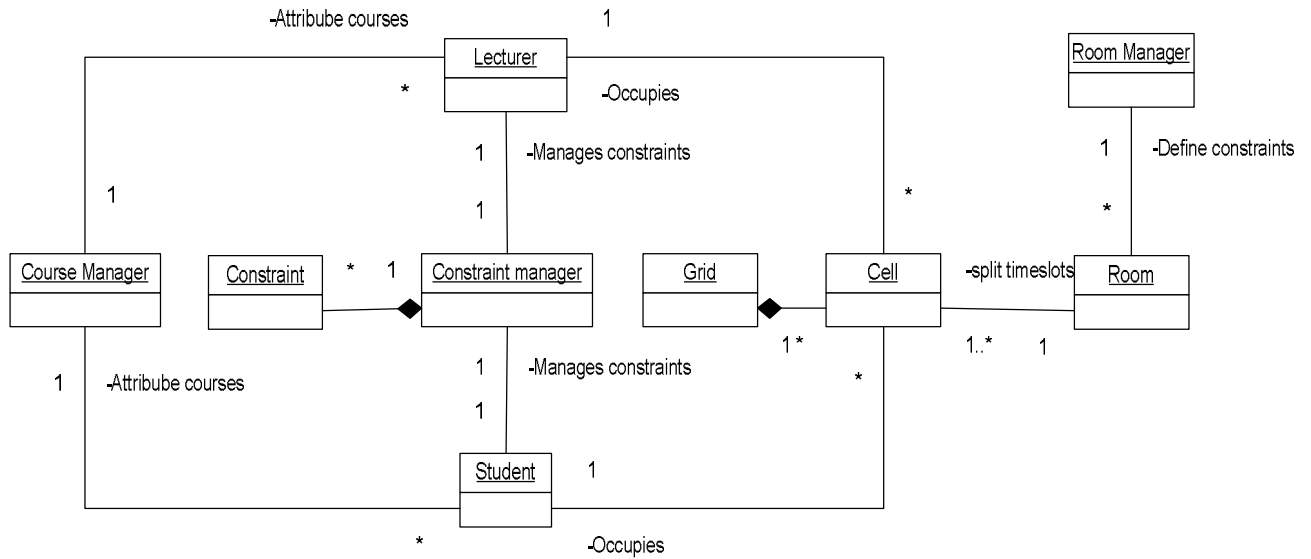 -Attribube courses
1
Lecturer
Room Manager
*
-Occupies
1
-Manages constraints
1
-Define constraints
1
1
*
*
Course Manager
Constraint
*
1
Constraint manager
Grid
Cell
-split timeslots
Room
1 *
1..*
1
1
-Attribube courses
1
-Manages constraints
*
1
Student
1
*
-Occupies